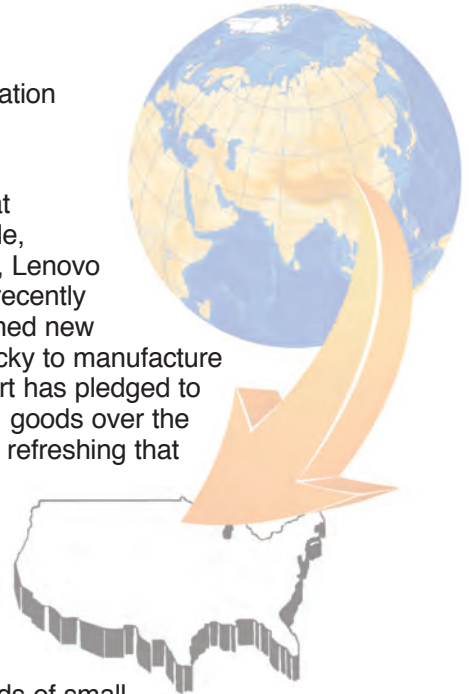 ation
at
le,
, Lenovo
recently
ned new
cky to manufacture
rt has pledged to
goods over the
refreshing that
ds of small